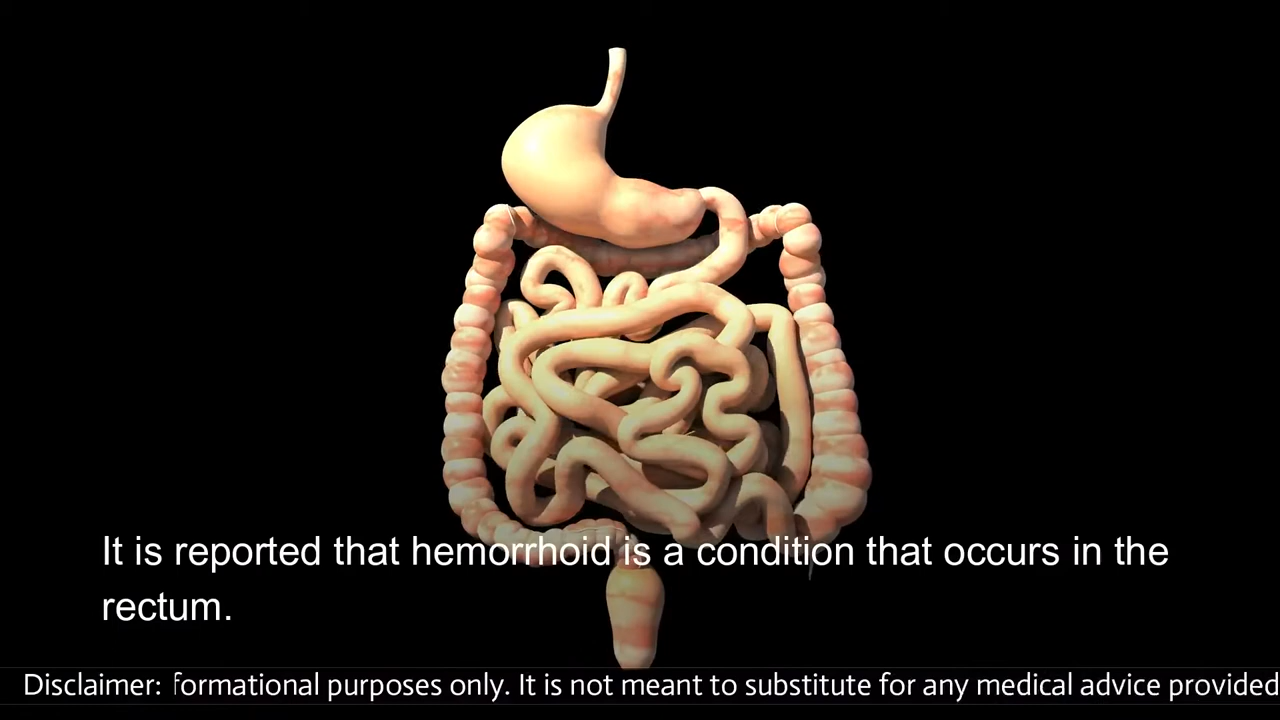 It is reported that hemorrhoid is a condition that occurs in the
rectum.
Disclaimer: formational purposes only. It is not meant to substitute for any medical advice provided